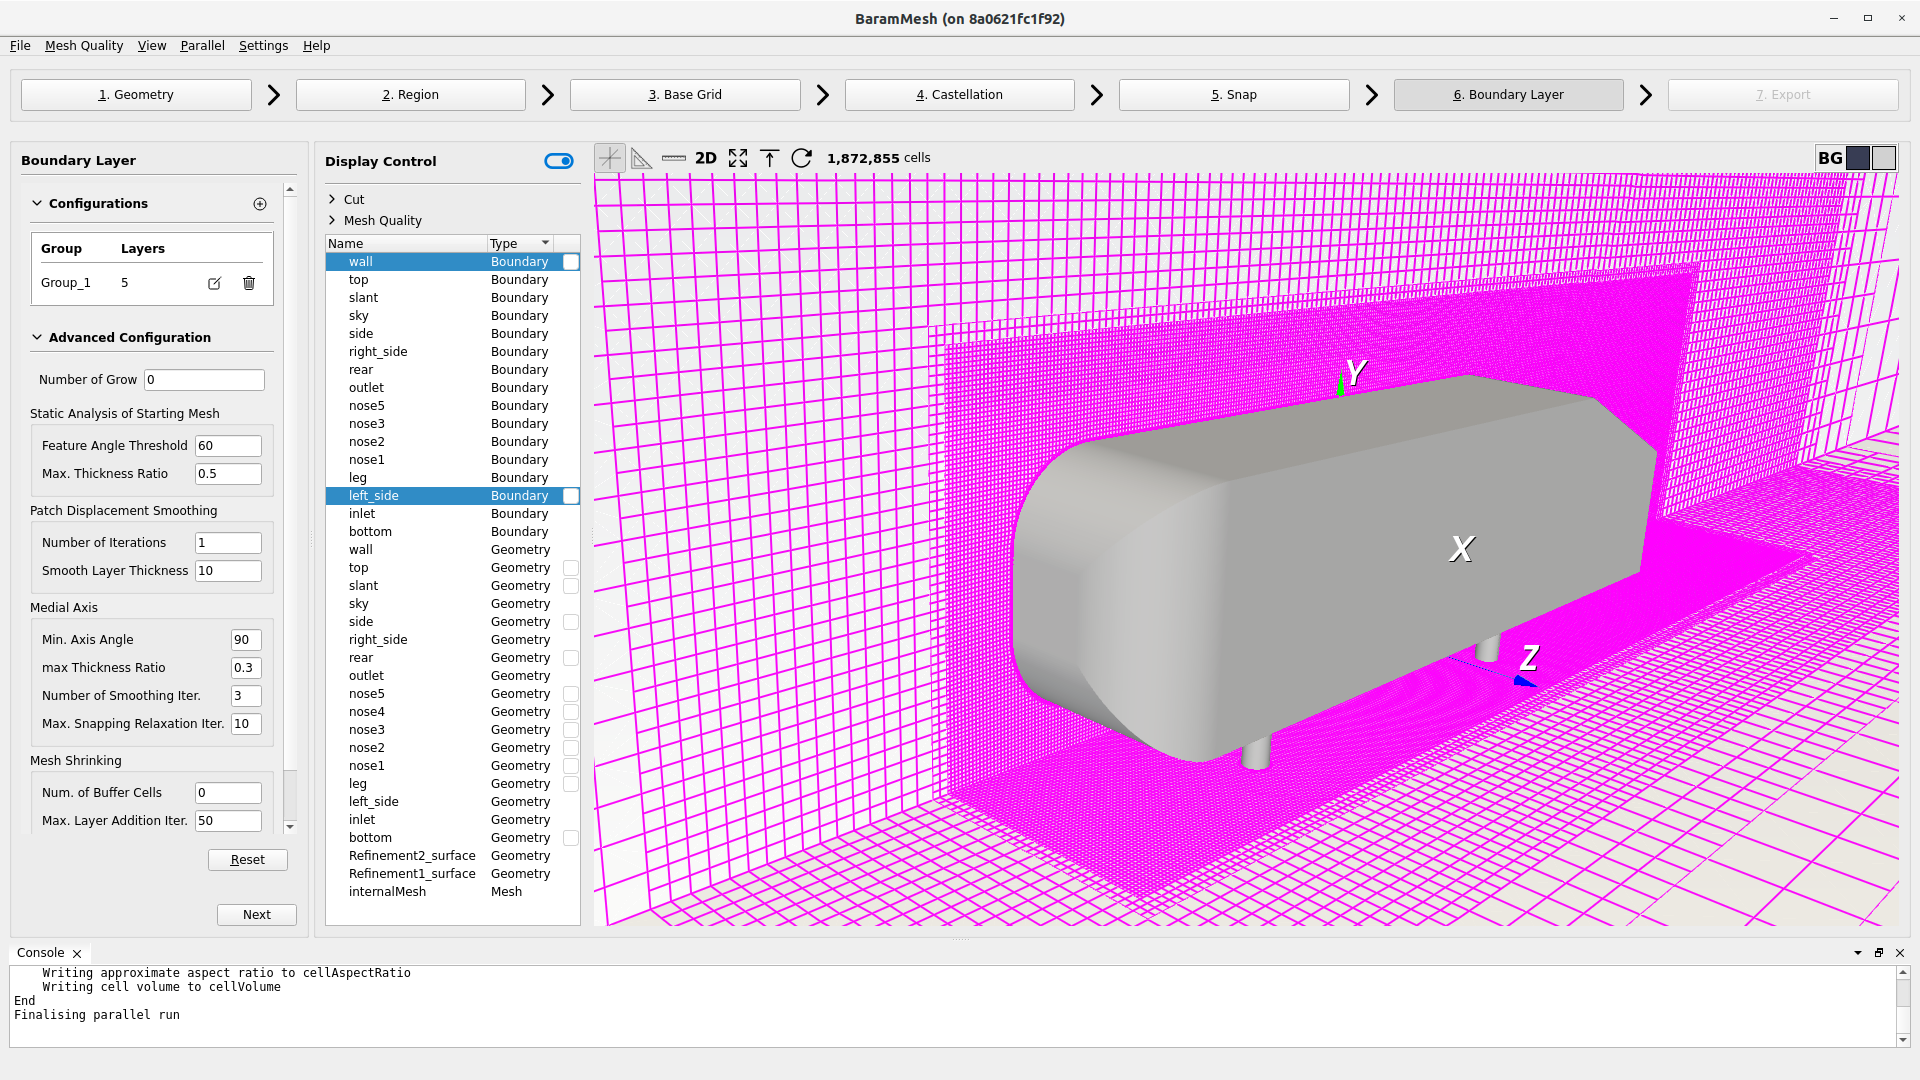 BaramMesh (on 8a0621fc1f92)
File Mesh Quality View Parallel Settings Help
1. Geometry 2. Region 3. Base Grid 4. Castellation 5. Snap 6. Boundary Layer 7. Export
Boundary Layer
Configurations
Group Layers
Group_1 5
Advanced Configuration
Number of Grow 0
Static Analysis of Starting Mesh
Feature Angle Threshold 60
Max. Thickness Ratio 0.5
Patch Displacement Smoothing
Number of Iterations 1
Smooth Layer Thickness 10
Medial Axis
Min. Axis Angle 90
max Thickness Ratio 0.3
Number of Smoothing Iter. 3
Max. Snapping Relaxation Iter. 10
Mesh Shrinking
Num. of Buffer Cells 0
Max. Layer Addition Iter. 50
Reset
Next
Display Control
Cut
Mesh Quality
Name Type
wall Boundary
top Boundary
slant Boundary
sky Boundary
side Boundary
right_side Boundary
rear Boundary
outlet Boundary
nose5 Boundary
nose3 Boundary
nose2 Boundary
nose1 Boundary
leg Boundary
left_side Boundary
inlet Boundary
bottom Boundary
wall Geometry
top Geometry
slant Geometry
sky Geometry
side Geometry
right_side Geometry
rear Geometry
outlet Geometry
nose5 Geometry
nose4 Geometry
nose3 Geometry
nose2 Geometry
nose1 Geometry
leg Geometry
left_side Geometry
inlet Geometry
bottom Geometry
Refinement2_surface Geometry
Refinement1_surface Geometry
internalMesh Mesh
2D 1,872,855 cells BG
Y
X
Z
Console
Writing approximate aspect ratio to cellAspectRatio
Writing cell volume to cellVolume
End
Finalising parallel run